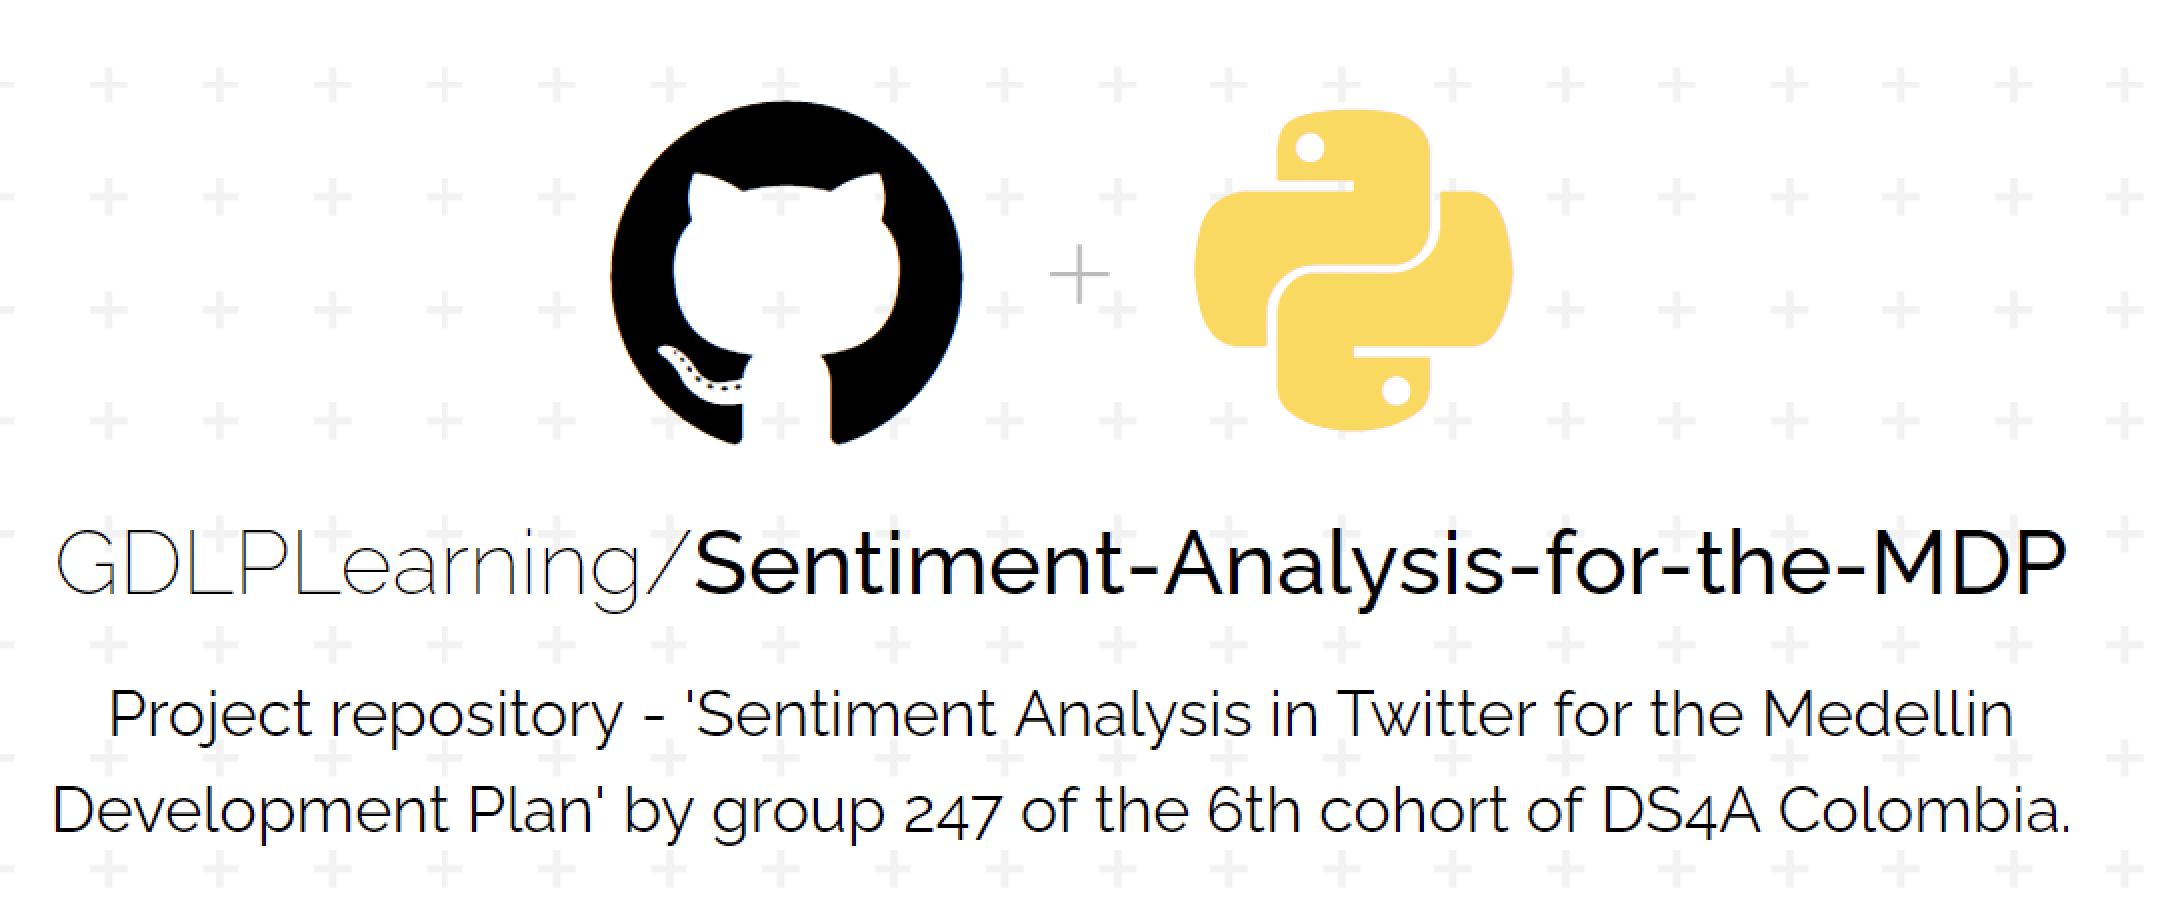 GDLPLearning/Sentiment-Analysis-for-the-MDP
Project repository - 'Sentiment Analysis in Twitter for the Medellin
Development Plan' by group 247 of the 6th cohort of DS4A Colombia.